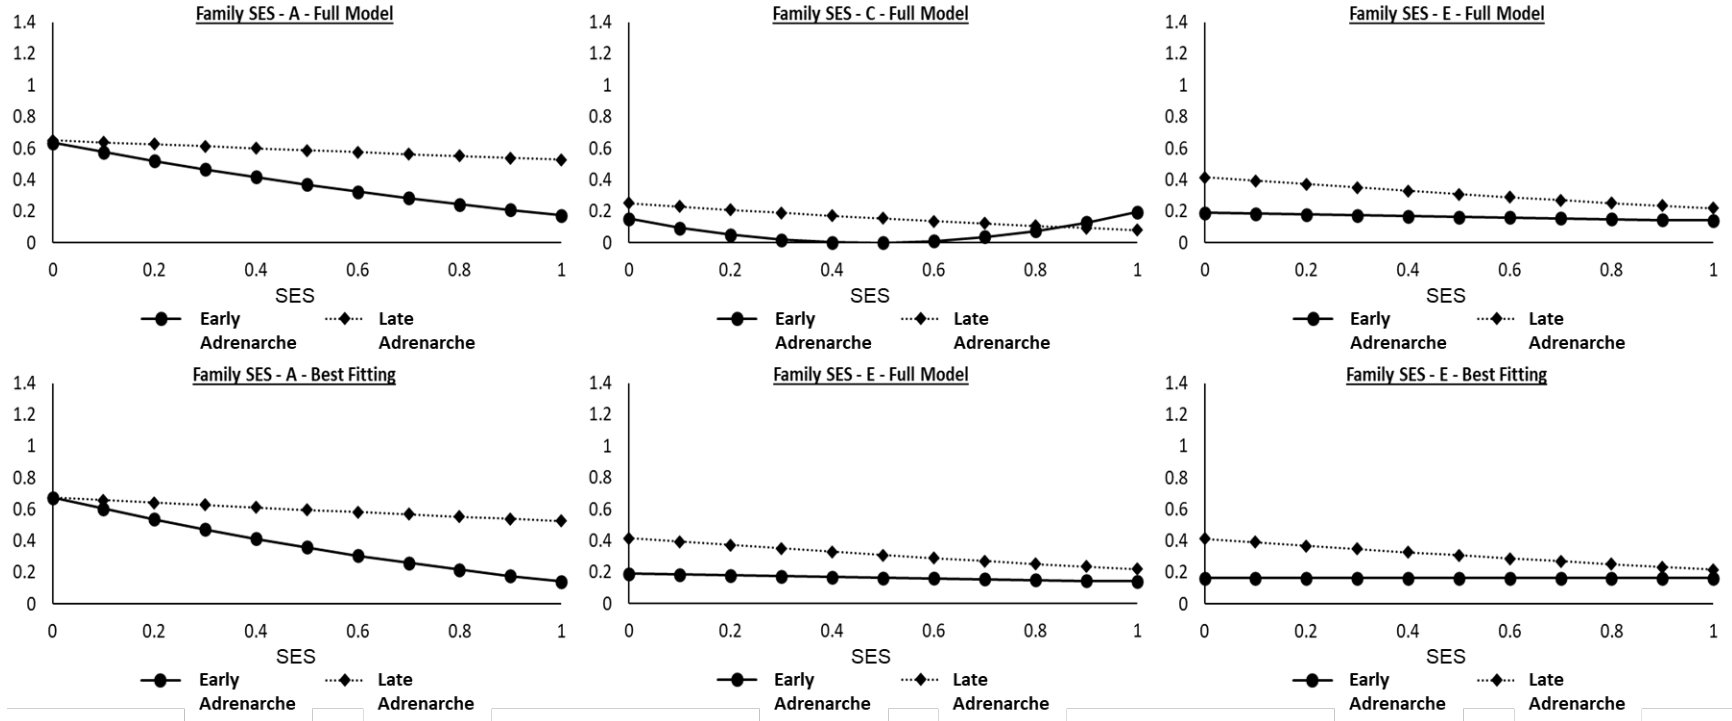 Family SES - A - Full Model
1.4
1.2
1
0.8
0.6
0.4
0.2
0
0 0.2 0.4 0.6 0.8 1
SES
Early Adrenarche
Late Adrenarche
Family SES - C - Full Model
1.4
1.2
1
0.8
0.6
0.4
0.2
0
0 0.2 0.4 0.6 0.8 1
SES
Early Adrenarche
Late Adrenarche
Family SES - E - Full Model
1.4
1.2
1
0.8
0.6
0.4
0.2
0
0 0.2 0.4 0.6 0.8 1
SES
Early Adrenarche
Late Adrenarche
Family SES - A - Best Fitting
1.4
1.2
1
0.8
0.6
0.4
0.2
0
0 0.2 0.4 0.6 0.8 1
SES
Early Adrenarche
Late Adrenarche
Family SES - E - Full Model
1.4
1.2
1
0.8
0.6
0.4
0.2
0
0 0.2 0.4 0.6 0.8 1
SES
Early Adrenarche
Late Adrenarche
Family SES - E - Best Fitting
1.4
1.2
1
0.8
0.6
0.4
0.2
0
0 0.2 0.4 0.6 0.8 1
SES
Early Adrenarche
Late Adrenarche